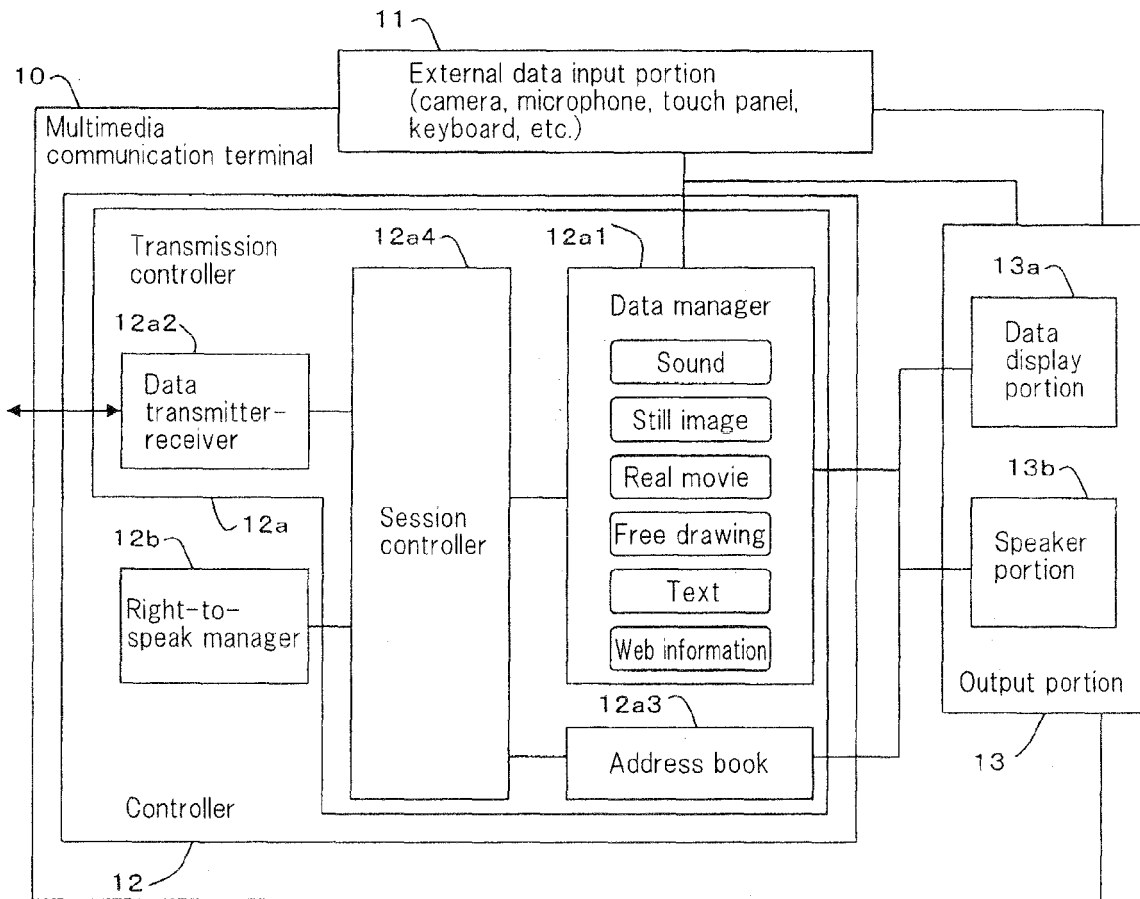 11
External data input portion
(camera, microphone, touch panel,
keyboard, etc.)
10
Multimedia
communication terminal
Transmission
controller
12a4
12a1
13a
Data manager
Sound
Still image
Real movie
Free drawing
Text
Web information
12a2
Data
transmitter-
receiver
Data
display
portion
13b
Speaker
portion
12a
12b
Session
controller
Right-to-
speak manager
12a3
Address book
Output portion
13
Controller
12